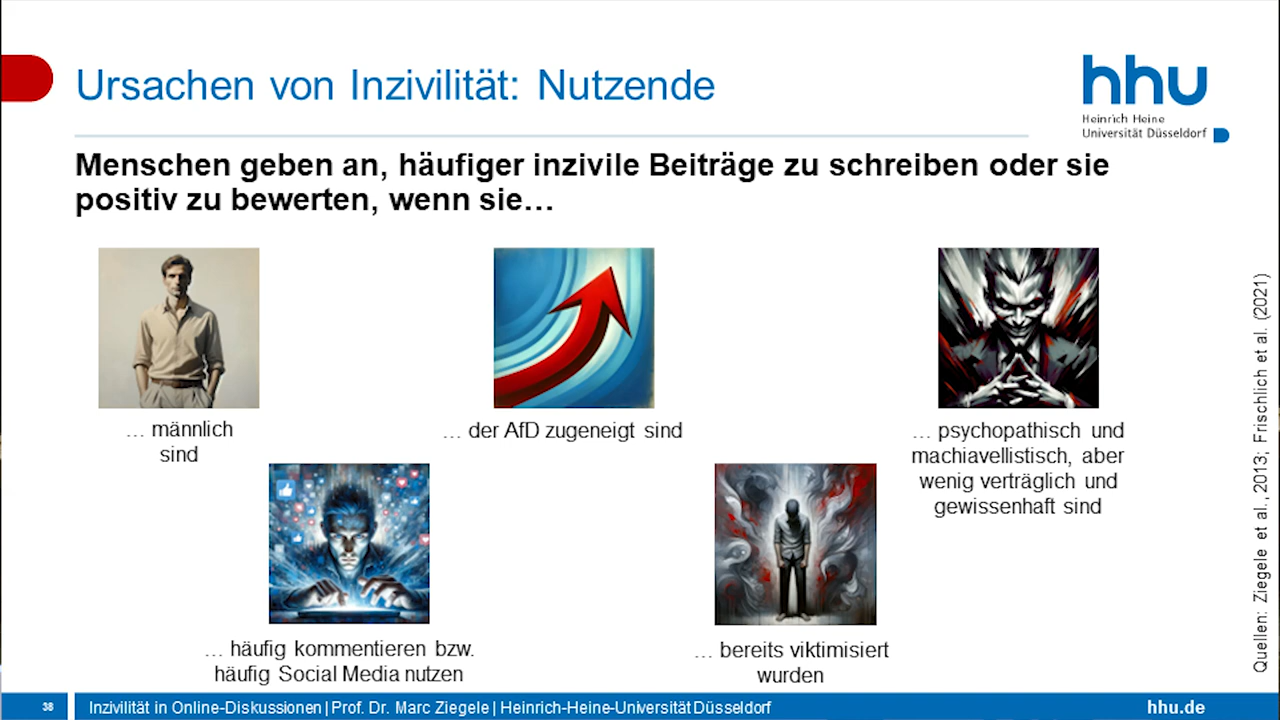 Ursachen von Inzivilität: Nutzende
hhu
Heinrich Heine
Universität Düsseldorf
Menschen geben an, häufiger inzivile Beiträge zu schreiben oder sie
positiv zu bewerten, wenn sie…
… männlich
sind
… der AfD zugeneigt sind
… psychopathisch und
machiavellistisch, aber
wenig verträglich und
gewissenhaft sind
… häufig kommentieren bzw.
häufig Social Media nutzen
… bereits viktimisiert
wurden
Quellen: Ziegele et al., 2013; Frischlich et al. (2021)
38
Inzivilität in Online-Diskussionen | Prof. Dr. Marc Ziegele | Heinrich-Heine-Universität Düsseldorf
hhu.de